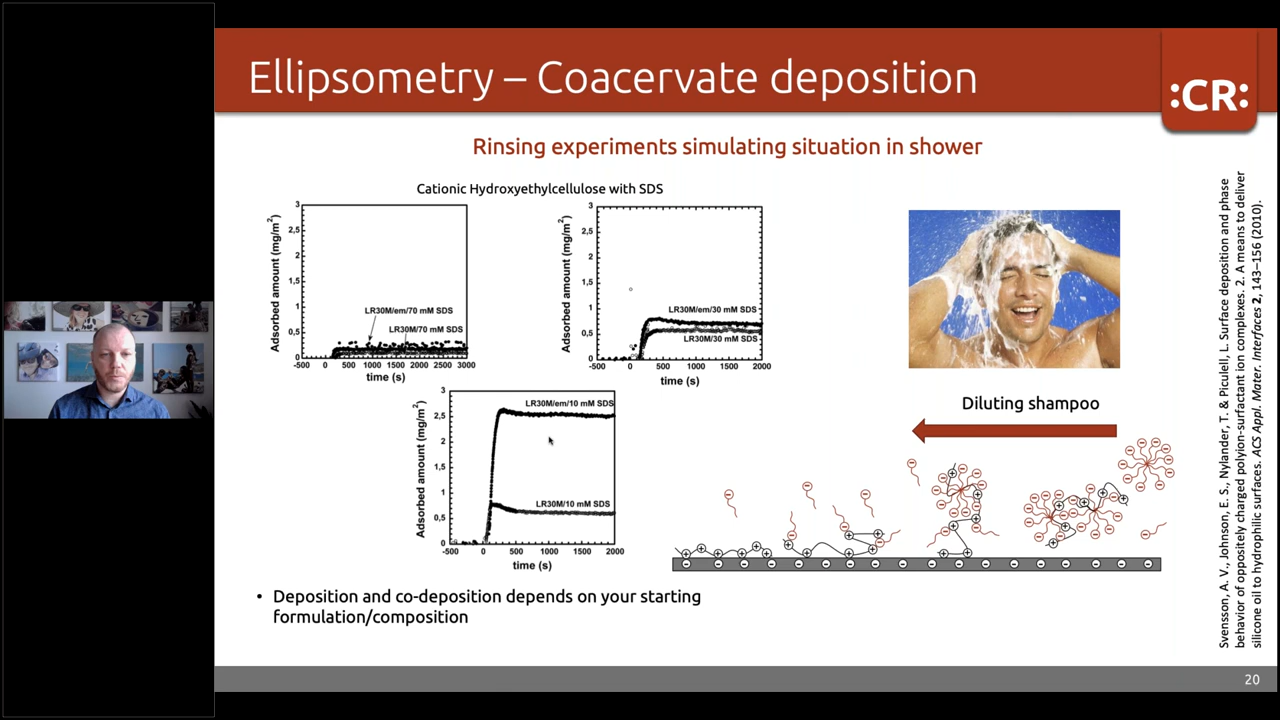 Ellipsometry – Coacervate deposition
:CR:
Rinsing experiments simulating situation in shower
Cationic Hydroxyethylcellulose with SDS
Adsorbed amount (mg/m²)
3
2,5
2
1,5
1
0,5
0
LR30M/em/70 mM SDS
LR30M/70 mM SDS
-500 0 500 1000 1500 2000 2500 3000
time (s)
Adsorbed amount (mg/m²)
3
2,5
2
1,5
1
0,5
0
LR30M/em/30 mM SDS
LR30M/30 mM SDS
-500 0 500 1000 1500 2000
time (s)
Adsorbed amount (mg/m²)
3
2,5
2
1,5
1
0,5
0
LR30M/em/10 mM SDS
LR30M/10 mM SDS
-500 0 500 1000 1500 2000
time (s)
Diluting shampoo
• Deposition and co-deposition depends on your starting
formulation/composition
Svensson, A. V., Johnson, E. S., Nylander, T. & Piculell, L. Surface deposition and phase
behavior of oppositely charged polyion-surfactant ion complexes. 2. A means to deliver
silicone oil to hydrophilic surfaces. ACS Appl. Mater. Interfaces 2, 143–156 (2010).
20